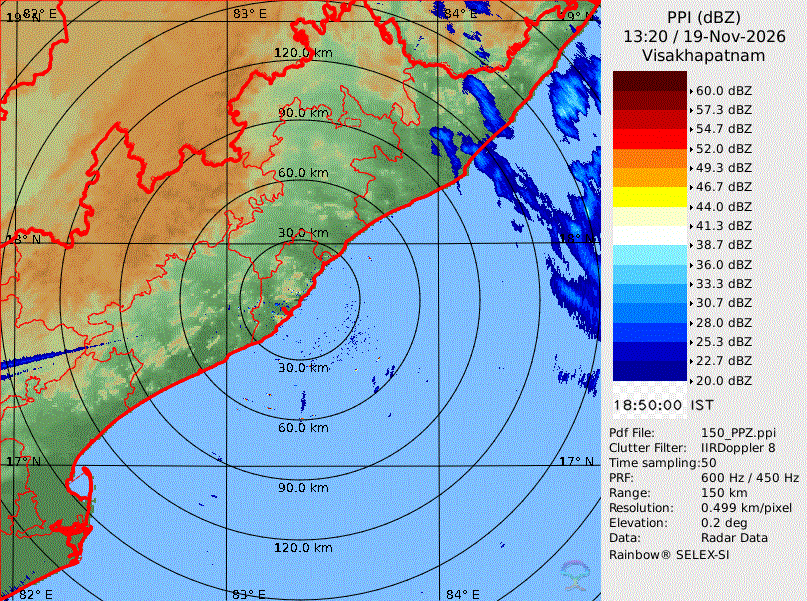 82° E
83° E
84° E
19° N
19° N
120.0 km
90.0 km
60.0 km
30.0 km
18° N
18° N
30.0 km
60.0 km
17° N
17° N
90.0 km
120.0 km
82° E
83° E
84° E
PPI (dBZ)
13:20 / 19-Nov-2026
Visakhapatnam
60.0 dBZ
57.3 dBZ
54.7 dBZ
52.0 dBZ
49.3 dBZ
46.7 dBZ
44.0 dBZ
41.3 dBZ
38.7 dBZ
36.0 dBZ
33.3 dBZ
30.7 dBZ
28.0 dBZ
25.3 dBZ
22.7 dBZ
20.0 dBZ
18:50:00 IST
Pdf File: 150_PPZ.ppi
Clutter Filter: IIRDoppler 8
Time sampling:50
PRF: 600 Hz / 450 Hz
Range: 150 km
Resolution: 0.499 km/pixel
Elevation: 0.2 deg
Data: Radar Data
Rainbow® SELEX-SI